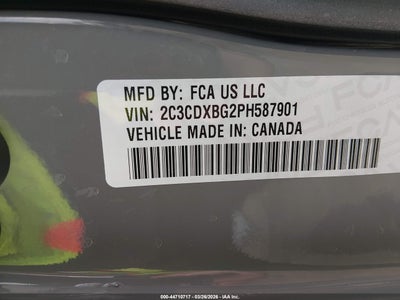 MFD BY: FCA US LLC
VIN: 2C3CDXBG2PH587901
VEHICLE MADE IN: CANADA
000-44710717 - 03/26/2026 - IAA Inc.